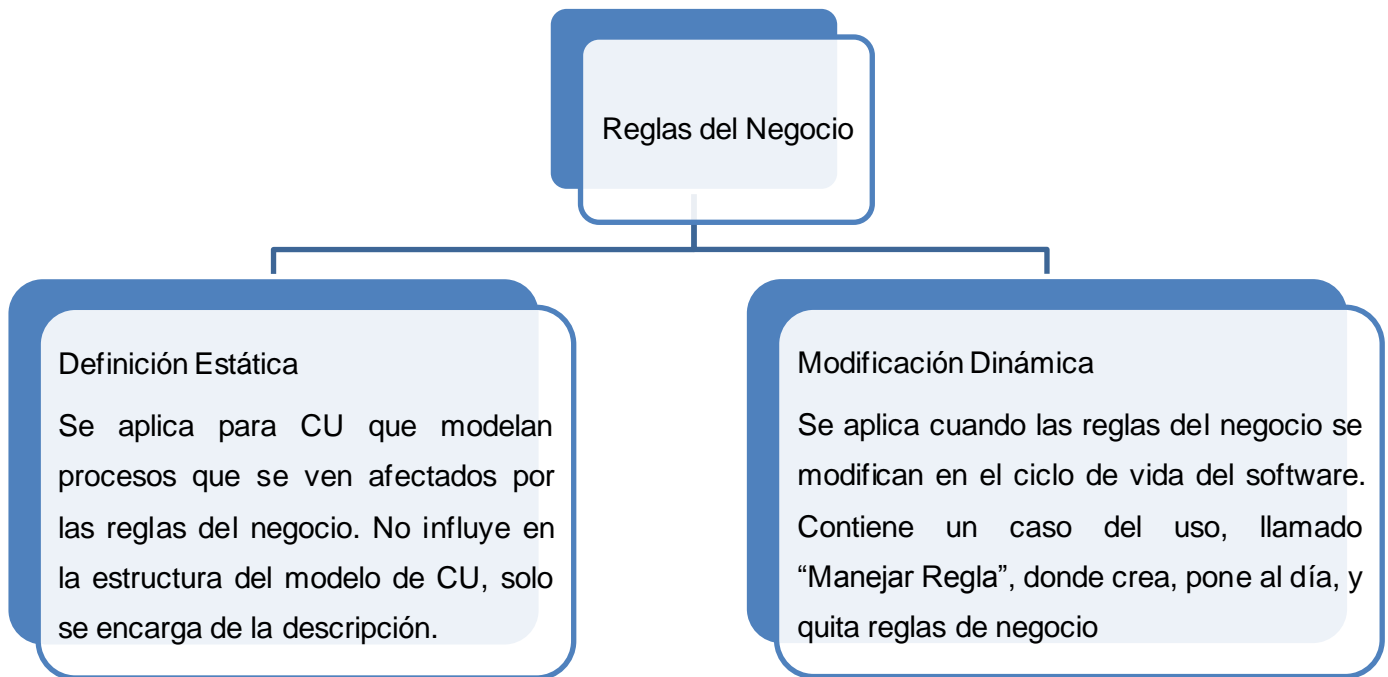 Reglas del Negocio
Definición Estática
Se aplica para CU que modelan
procesos que se ven afectados por
las reglas del negocio. No influye en
la estructura del modelo de CU, solo
se encarga de la descripción.
Modificación Dinámica
Se aplica cuando las reglas del negocio se
modifican en el ciclo de vida del software.
Contiene un caso del uso, llamado
“Manejar Regla”, donde crea, pone al día, y
quita reglas de negocio